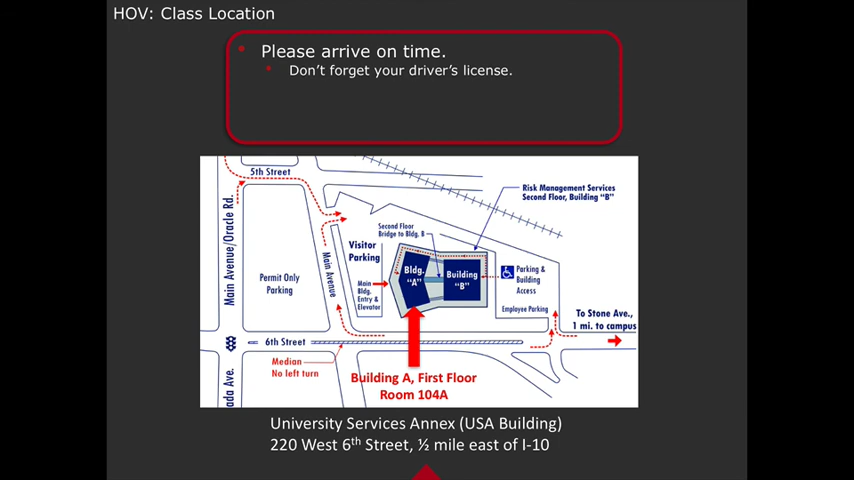 HOV: Class Location
• Please arrive on time.
• Don't forget your driver's license.
5th Street
Risk Management Services
Second Floor, Building "B"
Main Avenue/Oracle Rd.
Second Floor
Bridge to Bldg. B
Visitor
Parking
Main Avenue
Permit Only
Parking
Bldg.
"A"
Building
"B"
Parking &
Building
Access
Main
Bldg.
Entry &
Elevator
Employee Parking
To Stone Ave.,
1 mi. to campus
6th Street
Median
No left turn
ada Ave.
Building A, First Floor
Room 104A
University Services Annex (USA Building)
220 West 6th Street, ½ mile east of I-10